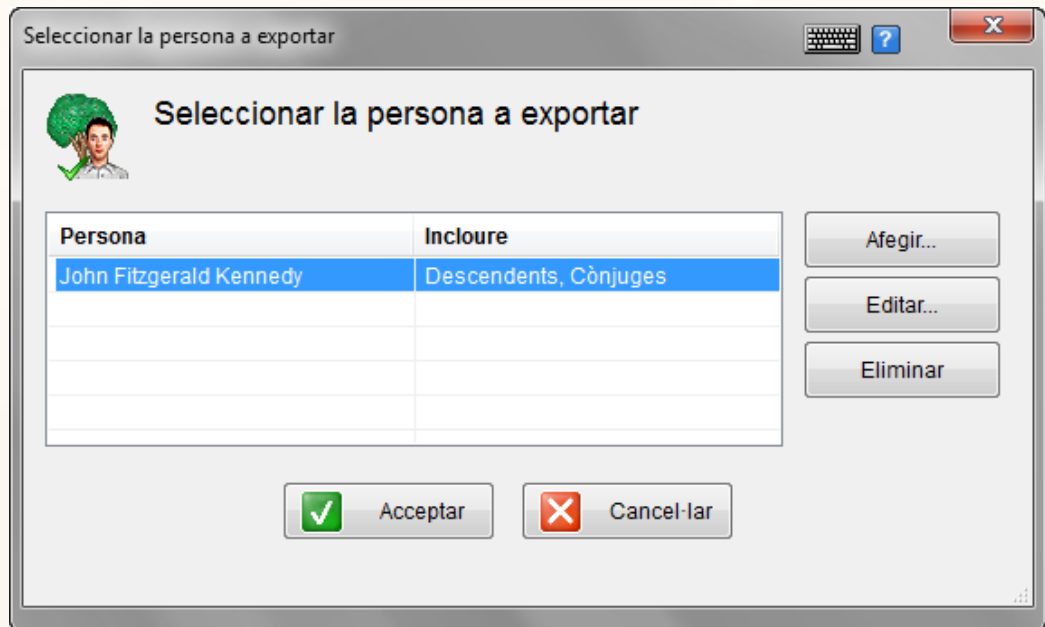 Seleccionar la persona a exportar
?
X
Seleccionar la persona a exportar
Persona Incloure
John Fitzgerald Kennedy Descendents, Cònjuges
Afegir...
Editar...
Eliminar
Acceptar Cancel·lar